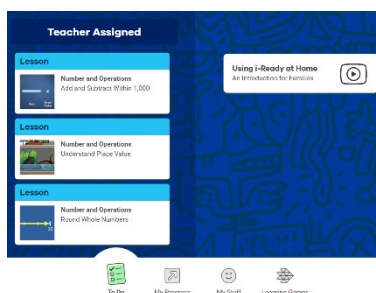 Teacher Assigned
Lesson
Number and Operations
Add and Subtract Within 1,000
Lesson
Number and Operations
Understand Place Value
Lesson
Number and Operations
Round Whole Numbers
Using i-Ready at Home
An Introduction for Families
To Do
My Progress
My Stuff
Learning Games